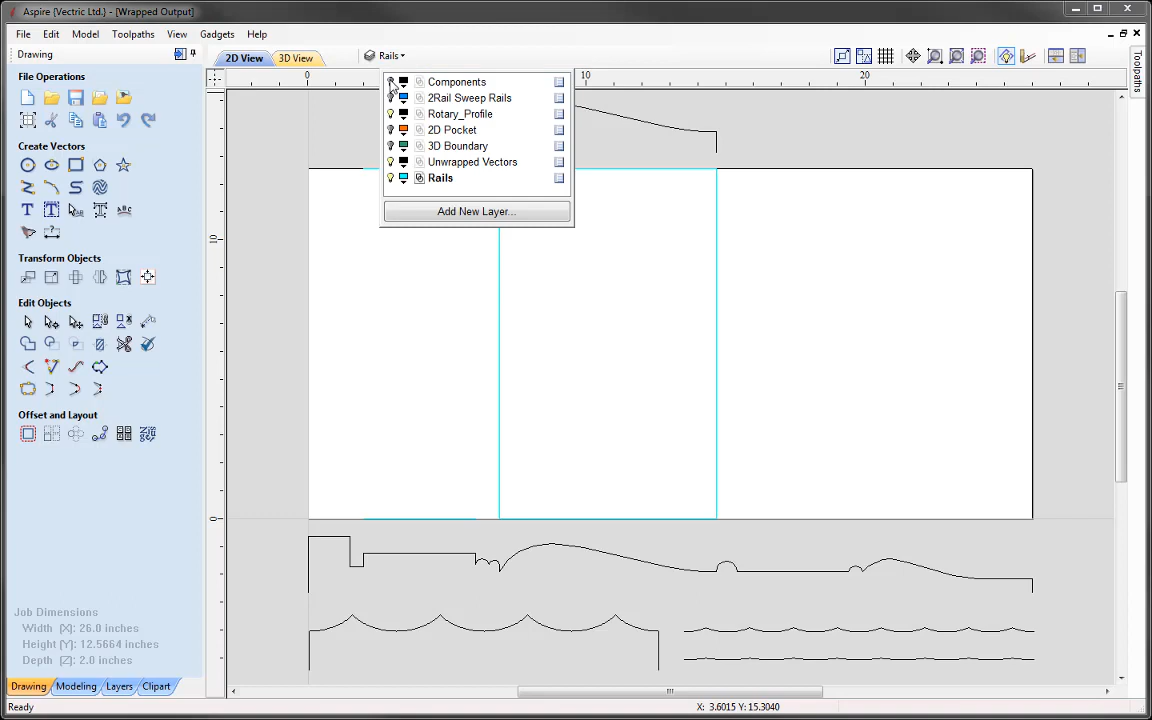 Aspire {Vectric Ltd.} - [Wrapped Output]
File Edit Model Toolpaths View Gadgets Help
Drawing
2D View 3D View Rails
File Operations
0 10 20
Components
2Rail Sweep Rails
Rotary_Profile
2D Pocket
3D Boundary
Unwrapped Vectors
Rails
Add New Layer...
Create Vectors
Transform Objects
Edit Objects
Offset and Layout
10
0
Toolpaths
Job Dimensions
Width (X): 26.0 inches
Height (Y): 12.5664 inches
Depth (Z): 2.0 inches
Drawing Modeling Layers Clipart
Ready X: 3.6015 Y: 15.3040